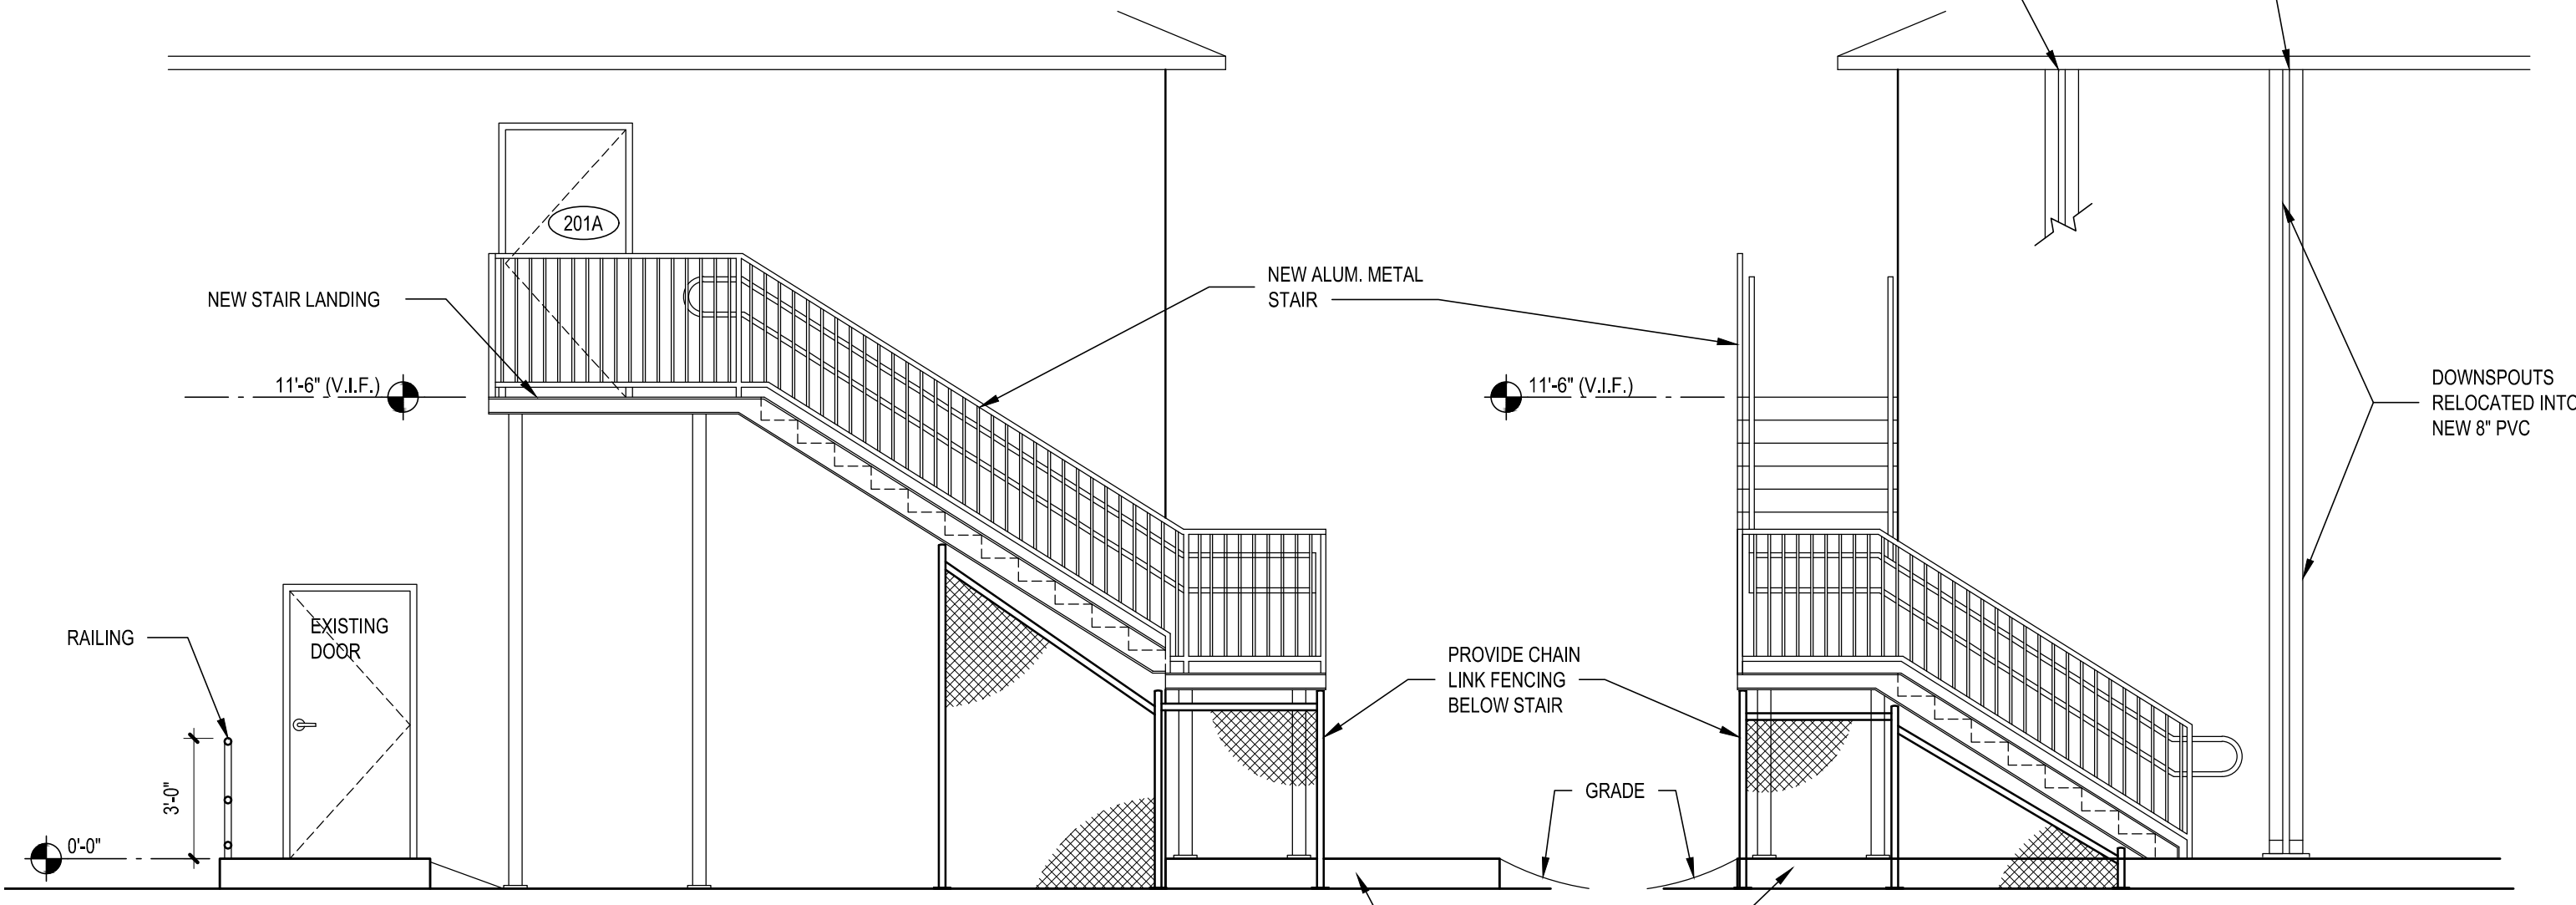 201A
NEW STAIR LANDING
11'-6" (V.I.F.)
NEW ALUM. METAL
STAIR
11'-6" (V.I.F.)
DOWNSPOUTS
RELOCATED INTO
NEW 8" PVC
RAILING
EXISTING
DOOR
PROVIDE CHAIN
LINK FENCING
BELOW STAIR
3'-0"
GRADE
0'-0"